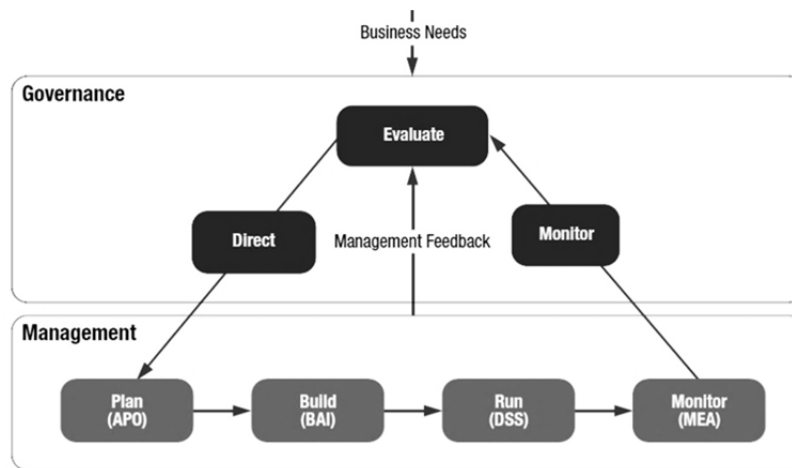 Business Needs
Governance
Evaluate
Direct
Management Feedback
Monitor
Management
Plan
(APO)
Build
(BAI)
Run
(DSS)
Monitor
(MEA)